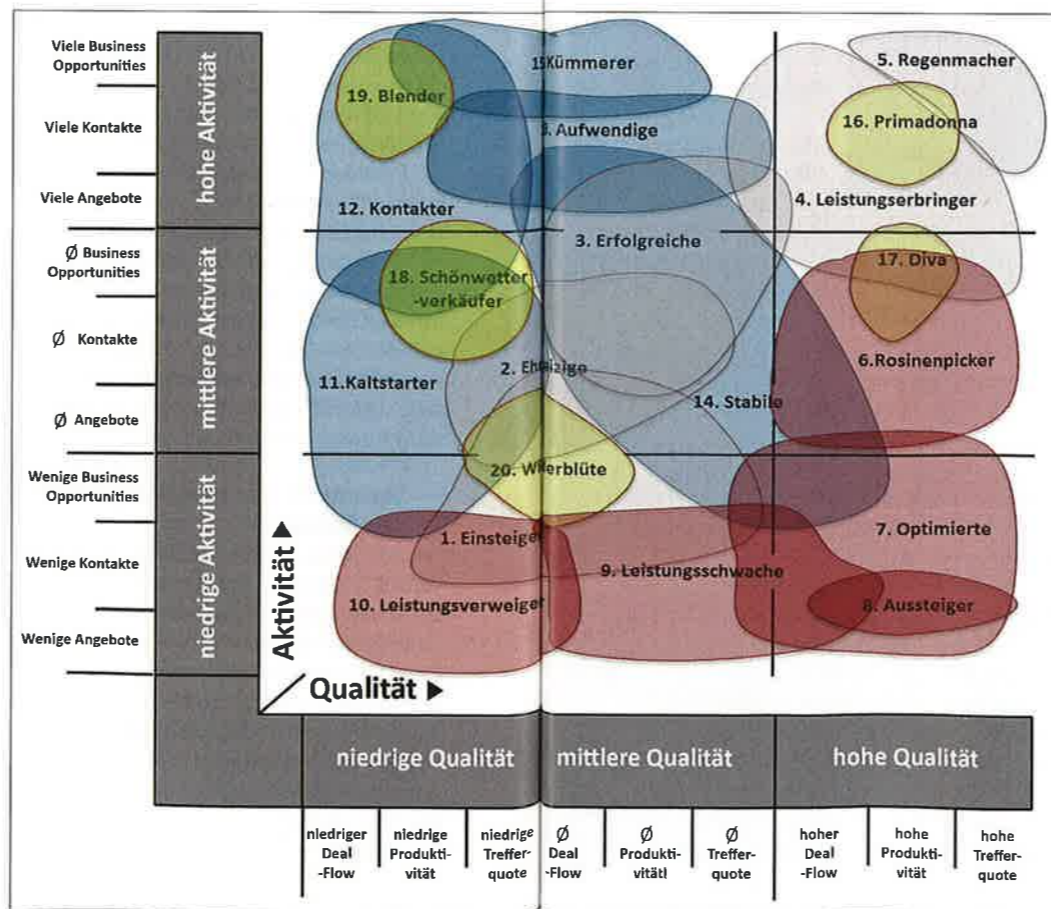 Viele Business
Opportunities
Viele Kontakte
Viele Angebote
Ø Business
Opportunities
Ø Kontakte
Ø Angebote
Wenige Business
Opportunities
Wenige Kontakte
Wenige Angebote
hohe Aktivität
mittlere Aktivität
niedrige Aktivität
Aktivität ▶
Qualität ▶
15 Kümmerer
5. Regenmacher
19. Blender
16. Primadonna
. Aufwendige
12. Kontakter
4. Leistungserbringer
3. Erfolgreiche
17. Diva
18. Schönwetter
-verkäufer
6.Rosinenpicker
2.
11.Kaltstarter
14. Stabile
20.
7. Optimierte
1. Einsteiger
9. Leistungsschwache
10. Leistungsverweiger
8. Aussteiger
niedrige Qualität
mittlere Qualität
hohe Qualität
niedriger
Deal
-Flow
niedrige
Produkti-
vität
niedrige
Treffer-
quote
Ø
Deal
-Flow
Ø
Produkti-
vitätl
Ø
Treffer-
quote
hoher
Deal
-Flow
hohe
Produkti-
vität
hohe
Treffer-
quote